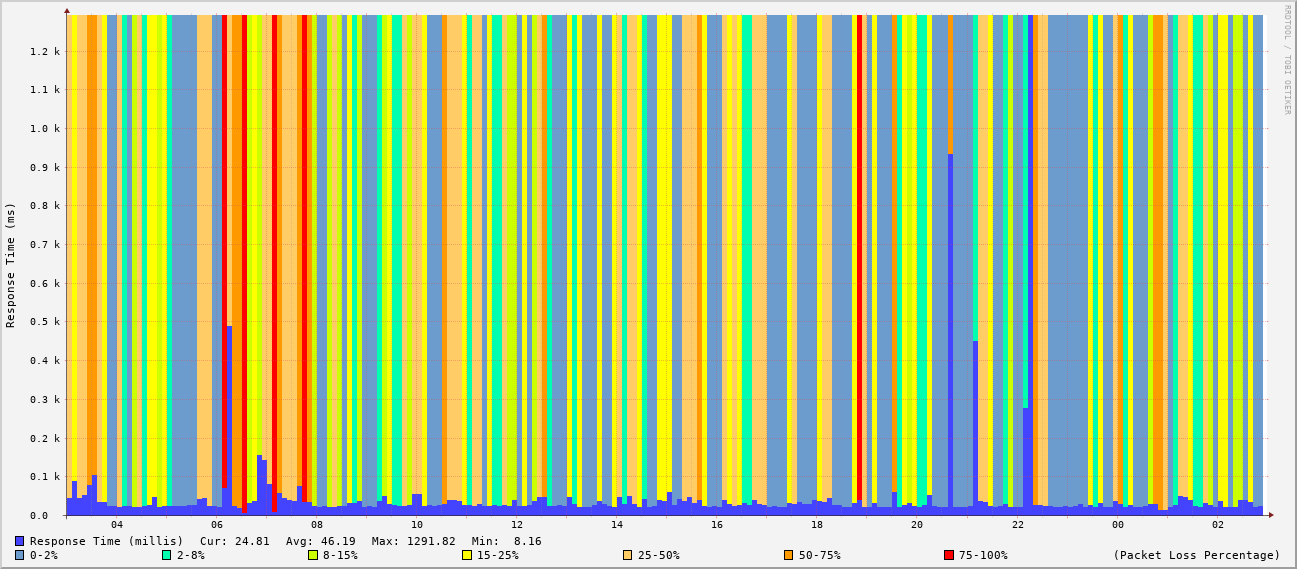 RRDTOOL / TOBI OETIKER
Response Time (ms)
1.2 k
1.1 k
1.0 k
0.9 k
0.8 k
0.7 k
0.6 k
0.5 k
0.4 k
0.3 k
0.2 k
0.1 k
0.0
04 06 08 10 12 14 16 18 20 22 00 02
Response Time (millis) Cur: 24.81 Avg: 46.19 Max: 1291.82 Min: 8.16
0-2% 2-8% 8-15% 15-25% 25-50% 50-75% 75-100% (Packet Loss Percentage)